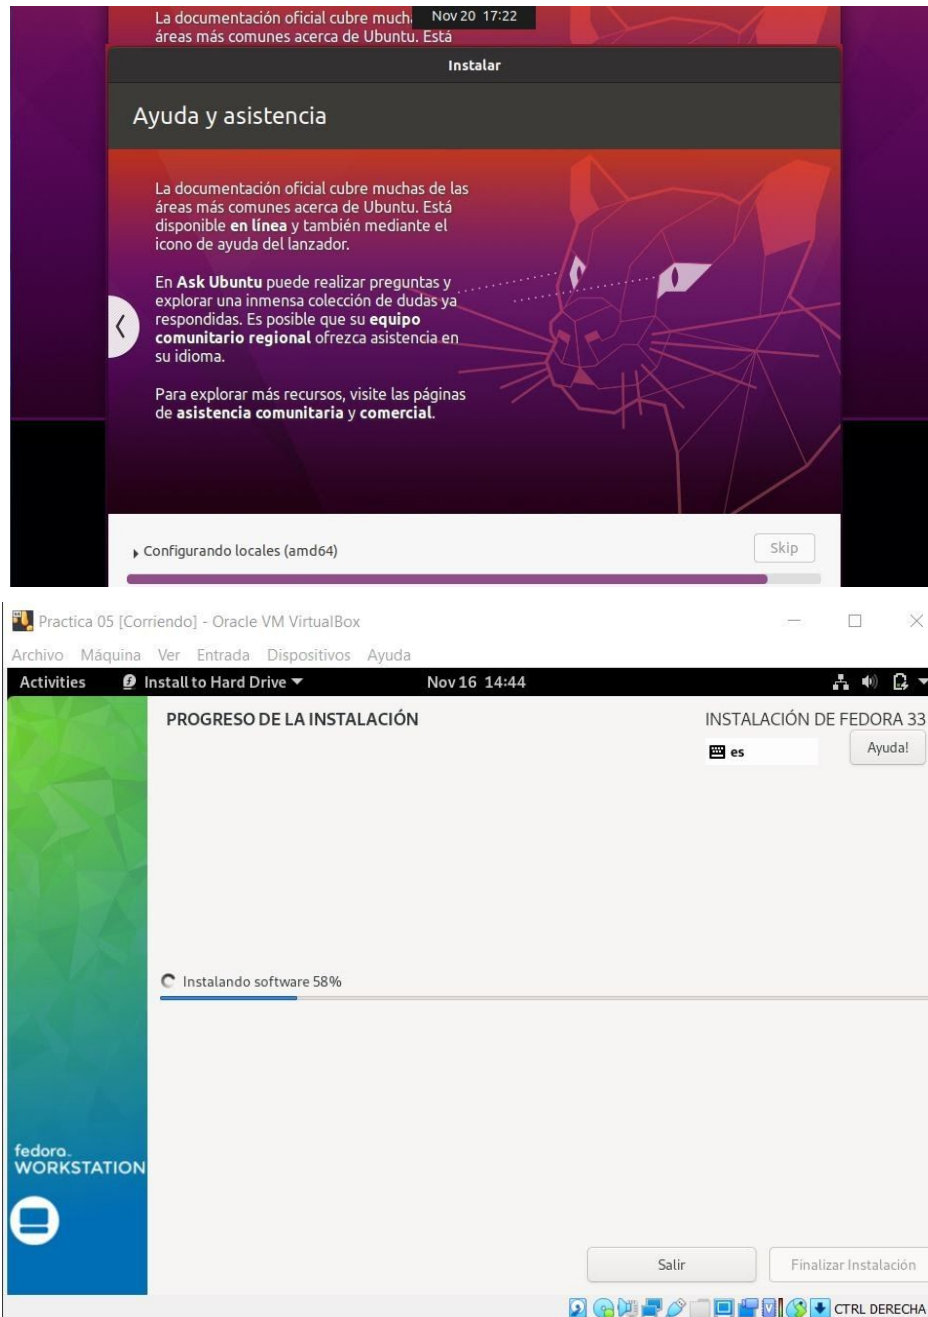 La documentación oficial cubre much
Nov 20 17:22
áreas más comunes acerca de Ubuntu. Está
Instalar
Ayuda y asistencia
La documentación oficial cubre muchas de las
áreas más comunes acerca de Ubuntu. Está
disponible en línea y también mediante el
icono de ayuda del lanzador.
En Ask Ubuntu puede realizar preguntas y
explorar una inmensa colección de dudas ya
respondidas. Es posible que su equipo
comunitario regional ofrezca asistencia en
su idioma.
Para explorar más recursos, visite las páginas
de asistencia comunitaria y comercial.
Configurando locales (amd64)
Skip
Practica 05 [Corriendo] - Oracle VM VirtualBox
Archivo Máquina Ver Entrada Dispositivos Ayuda
Activities Install to Hard Drive Nov 16 14:44
PROGRESO DE LA INSTALACIÓN
INSTALACIÓN DE FEDORA 33
es
Ayuda!
Instalando software 58%
fedora.
WORKSTATION
Salir
Finalizar Instalación
CTRL DERECHA